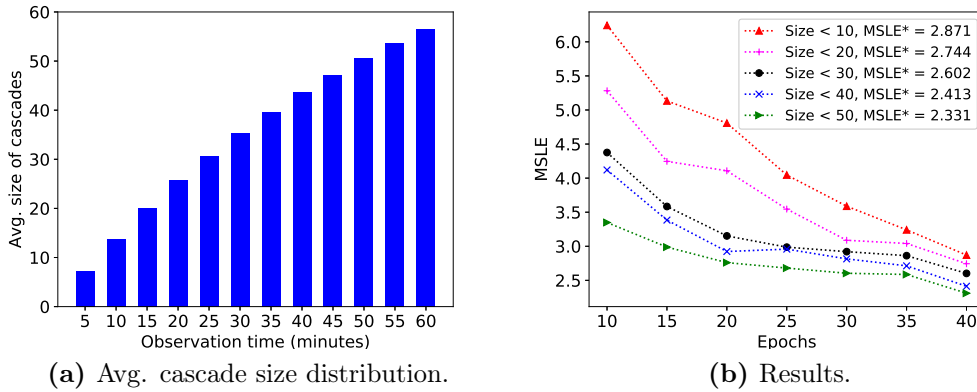 60
50
40
30
20
10
0
Avg. size of cascades
5 10 15 20 25 30 35 40 45 50 55 60
Observation time (minutes)
(a) Avg. cascade size distribution.
6.0
5.5
5.0
4.5
4.0
3.5
3.0
2.5
MSLE
Size < 10, MSLE* = 2.871
Size < 20, MSLE* = 2.744
Size < 30, MSLE* = 2.602
Size < 40, MSLE* = 2.413
Size < 50, MSLE* = 2.331
10 15 20 25 30 35 40
Epochs
(b) Results.